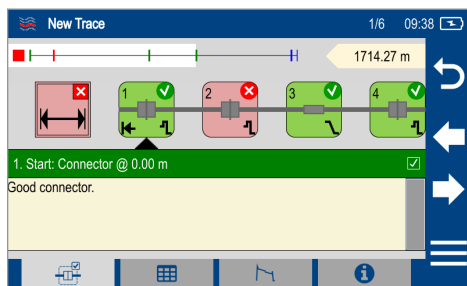 New Trace 1/6 09:38
1714.27 m
1 2 3 4
1. Start: Connector @ 0.00 m
Good connector.